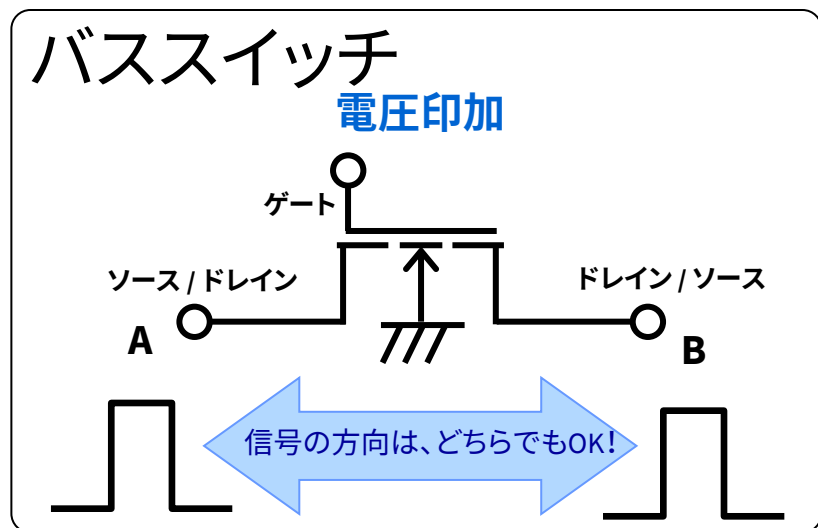 バススイッチ
電圧印加
ゲート
ソース / ドレイン
ドレイン / ソース
A
B
信号の方向は、どちらでもOK!